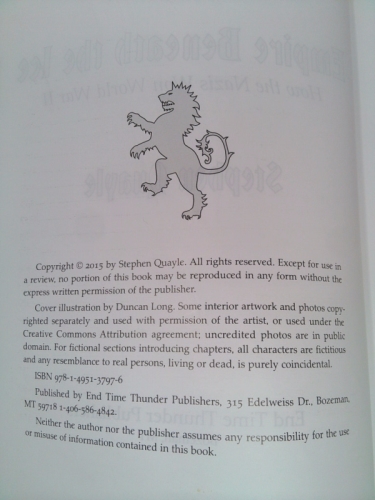 Copyright © 2015 by Stephen Quayle. All rights reserved. Except for use in
a review, no portion of this book may be reproduced in any form without the
express written permission of the publisher.
Cover illustration by Duncan Long. Some interior artwork and photos copy-
righted separately and used with permission of the artist, or used under the
Creative Commons Attribution agreement; uncredited photos are in public
domain. For fictional sections introducing chapters, all characters are fictitious
and any resemblance to real persons, living or dead, is purely coincidental.
ISBN 978-1-4951-3797-6
Published by End Time Thunder Publishers, 315 Edelweiss Dr., Bozeman,
MT 59718 1-406-586-4842.
Neither the author nor the publisher assumes any responsibility for the use
or misuse of information contained in this book.